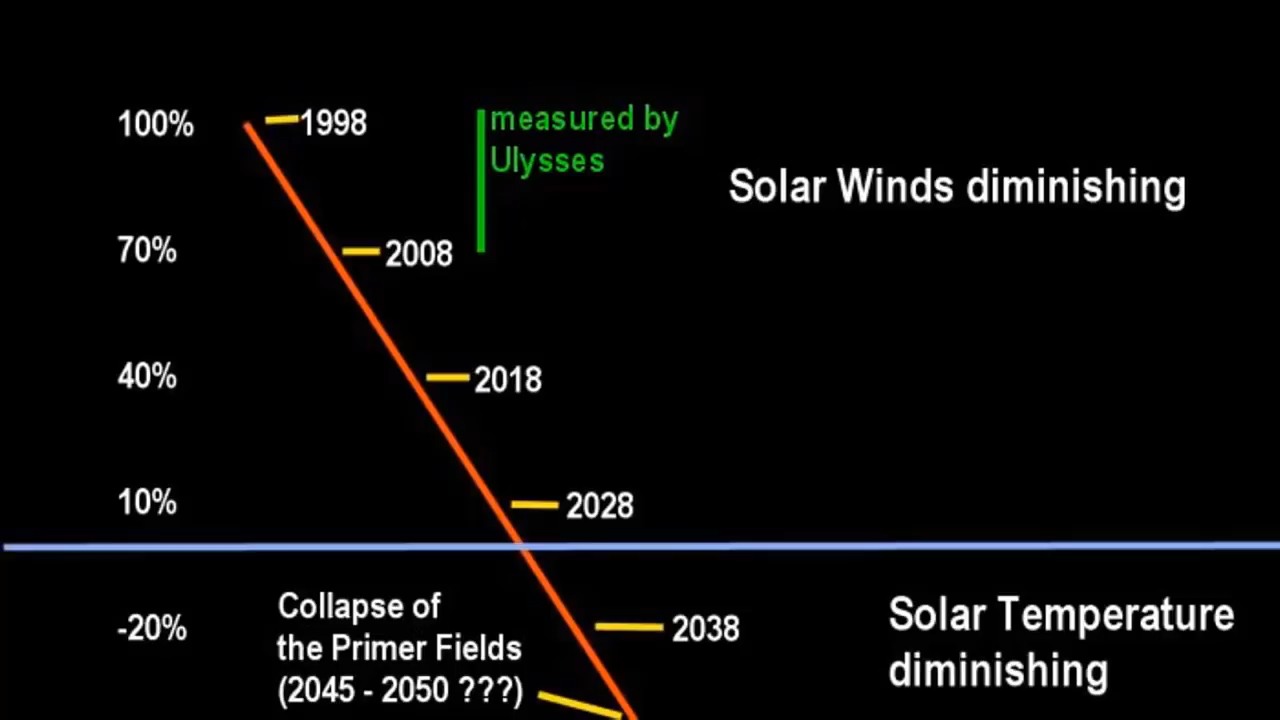 100%
1998
measured by
Ulysses
Solar Winds diminishing
70%
2008
40%
2018
10%
2028
Collapse of
the Primer Fields
(2045 - 2050 ???)
-20%
2038
Solar Temperature
diminishing